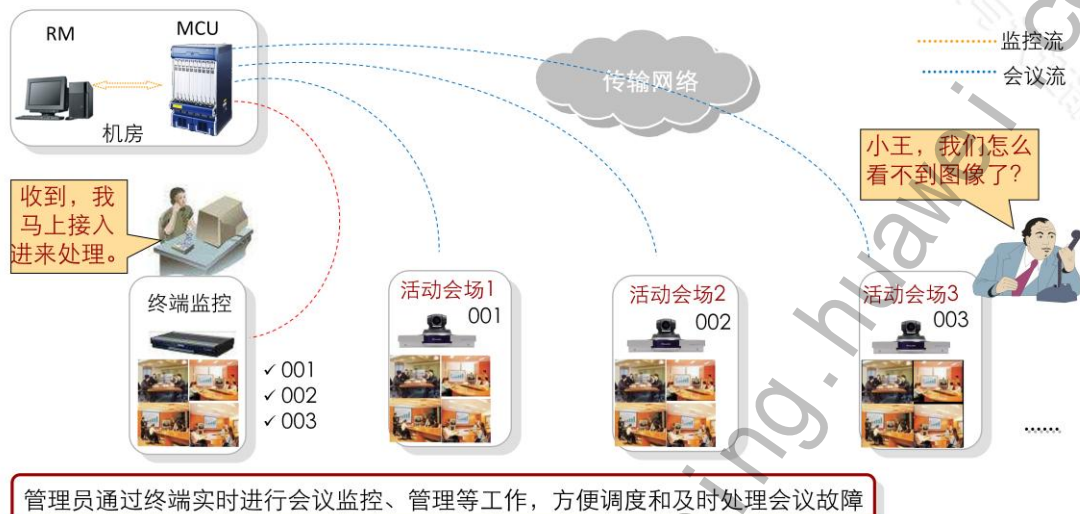 RM
MCU
机房
传输网络
监控流
会议流
小王，我们怎么
看不到图像了？
收到，我
马上接入
进来处理。
终端监控
✓001
✓002
✓003
活动会场1
001
活动会场2
002
活动会场3
003
……
管理员通过终端实时进行会议监控、管理等工作，方便调度和及时处理会议故障
ing.huawei.c